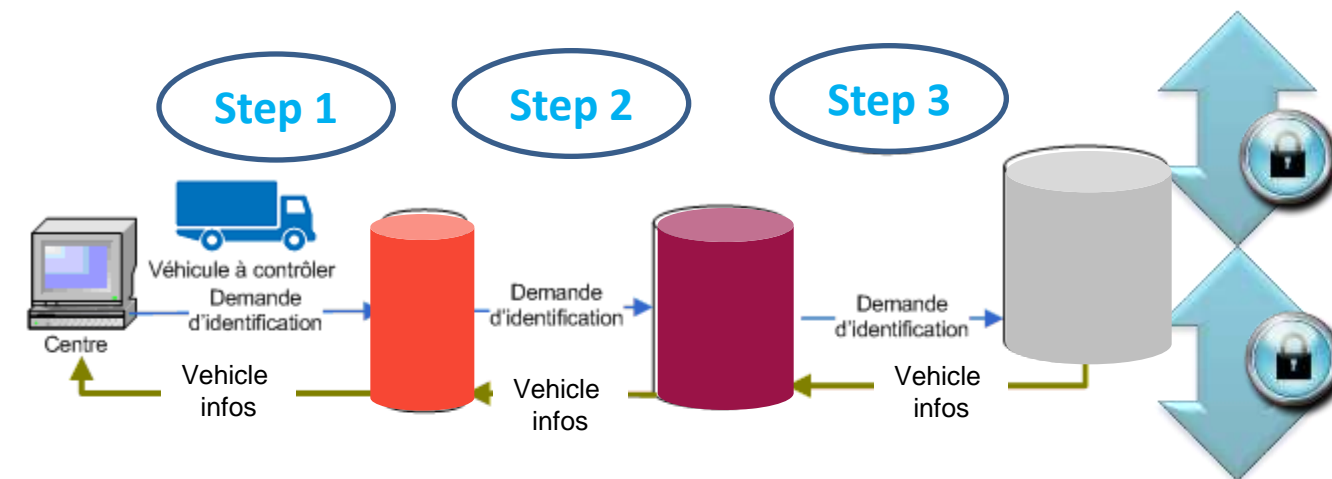 Step 1
Step 2
Step 3
Véhicule à contrôler
Demande
d'identification
Demande
d'identification
Demande
d'identification
Centre
Vehicle
infos
Vehicle
infos
Vehicle
infos